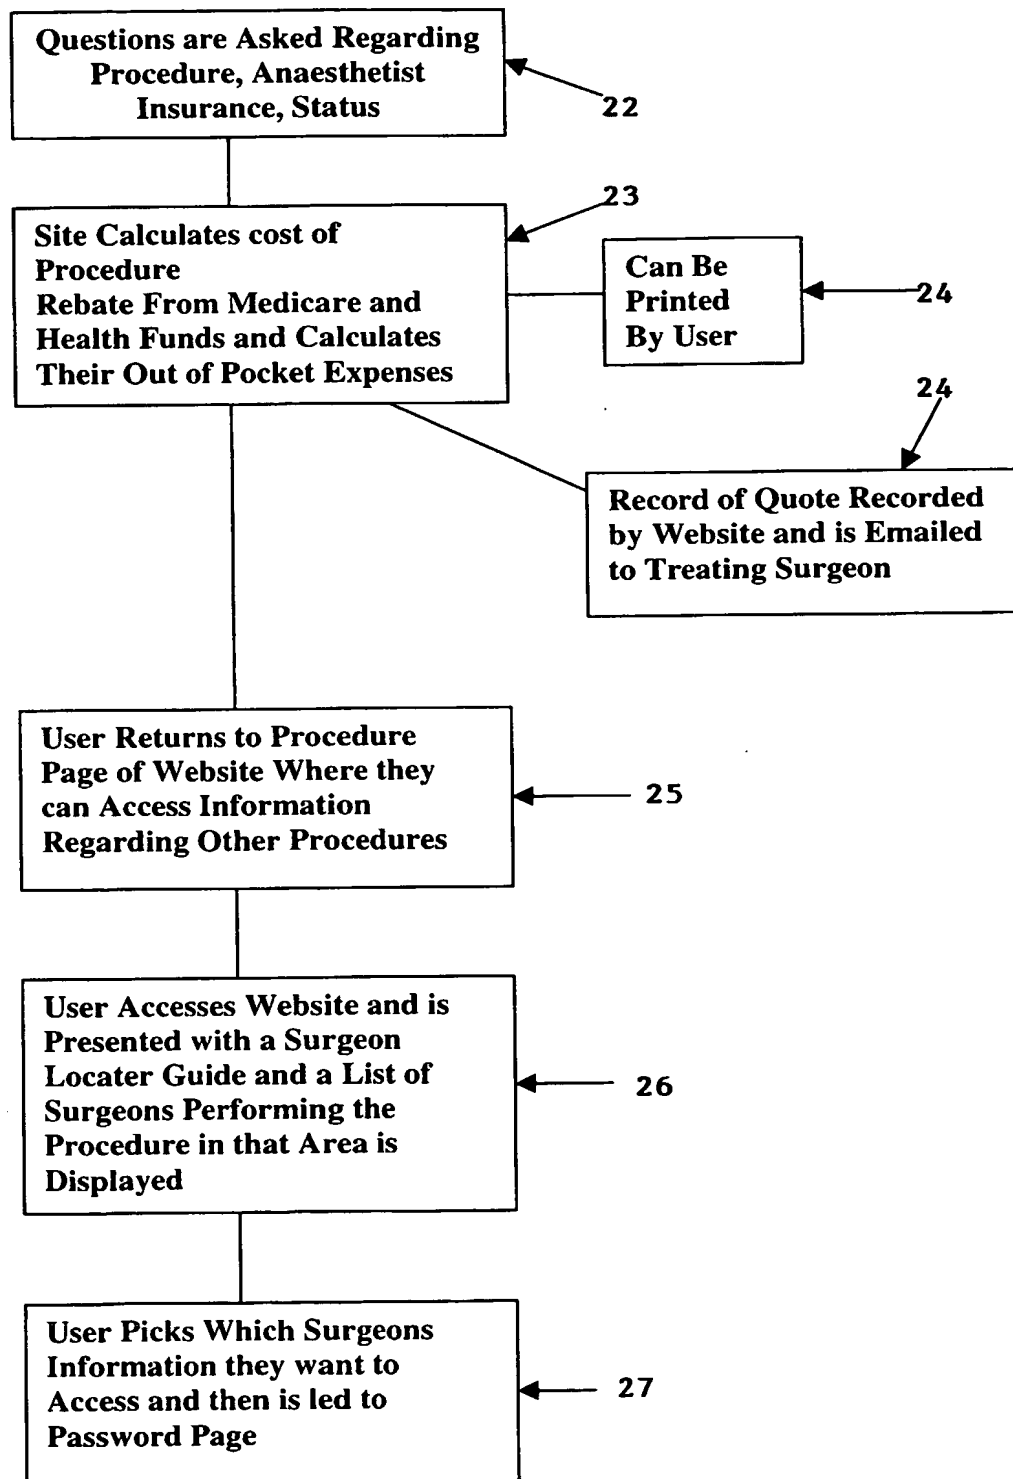 Questions are Asked Regarding
Procedure, Anaesthetist
Insurance, Status
22
23
Site Calculates cost of
Procedure
Rebate From Medicare and
Health Funds and Calculates
Their Out of Pocket Expenses
Can Be
Printed
By User
24
24
Record of Quote Recorded
by Website and is Emailed
to Treating Surgeon
User Returns to Procedure
Page of Website Where they
can Access Information
Regarding Other Procedures
25
User Accesses Website and is
Presented with a Surgeon
Locater Guide and a List of
Surgeons Performing the
Procedure in that Area is
Displayed
26
User Picks Which Surgeons
Information they want to
Access and then is led to
Password Page
27